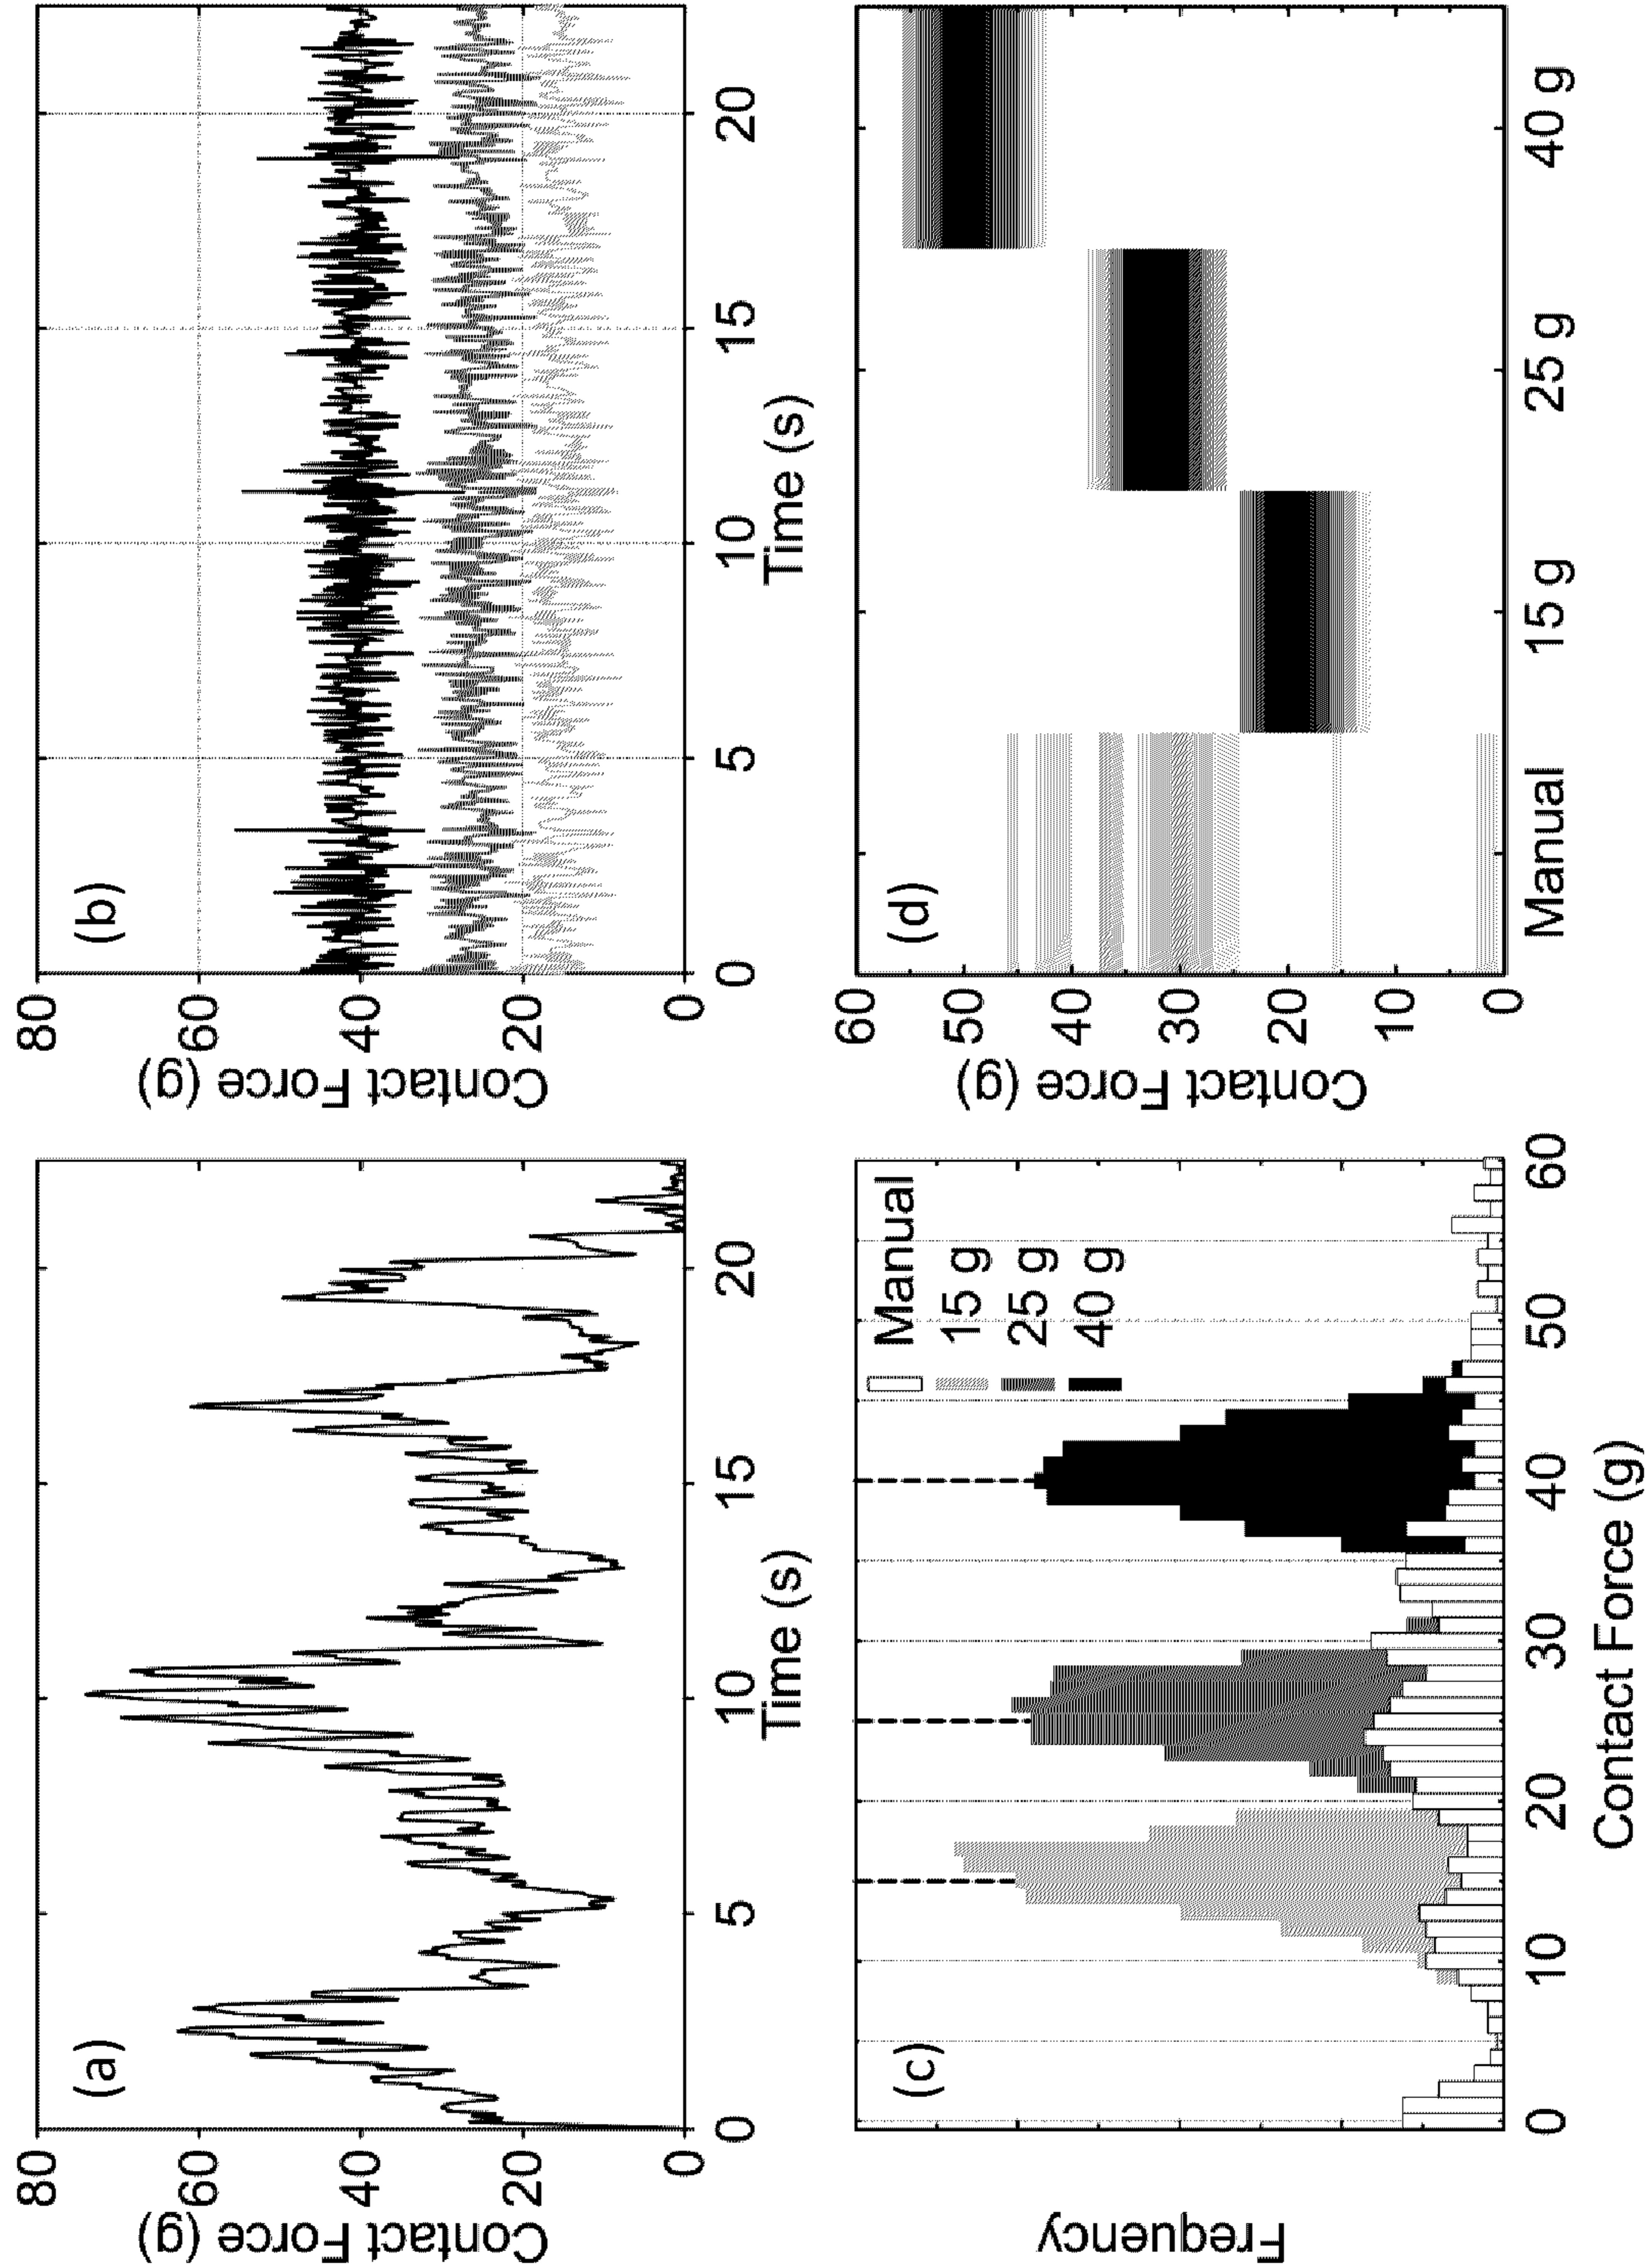 (a)
80
60
40
20
0
Contact Force (g)
0 5 10 15 20
Time (s)
(b)
80
60
40
20
0
Contact Force (g)
0 5 10 15 20
Time (s)
(c)
Manual
15 g
25 g
40 g
Frequency
0 10 20 30 40 50 60
Contact Force (g)
(d)
60
50
40
30
20
10
0
Contact Force (g)
Manual 15 g 25 g 40 g